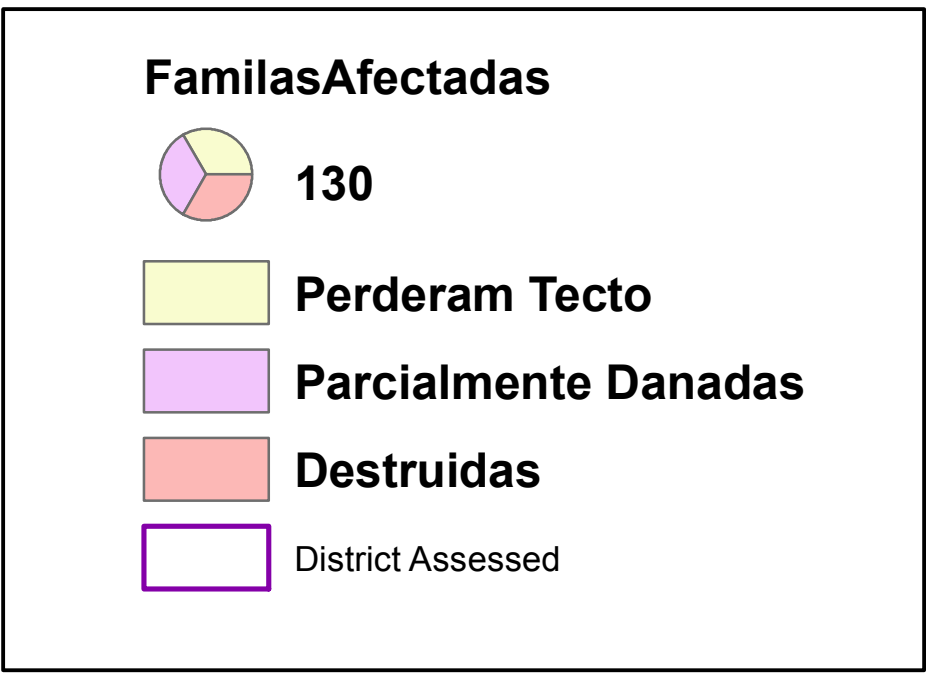 FamilasAfectadas
130
Perderam Tecto
Parcialmente Danadas
Destruidas
District Assessed